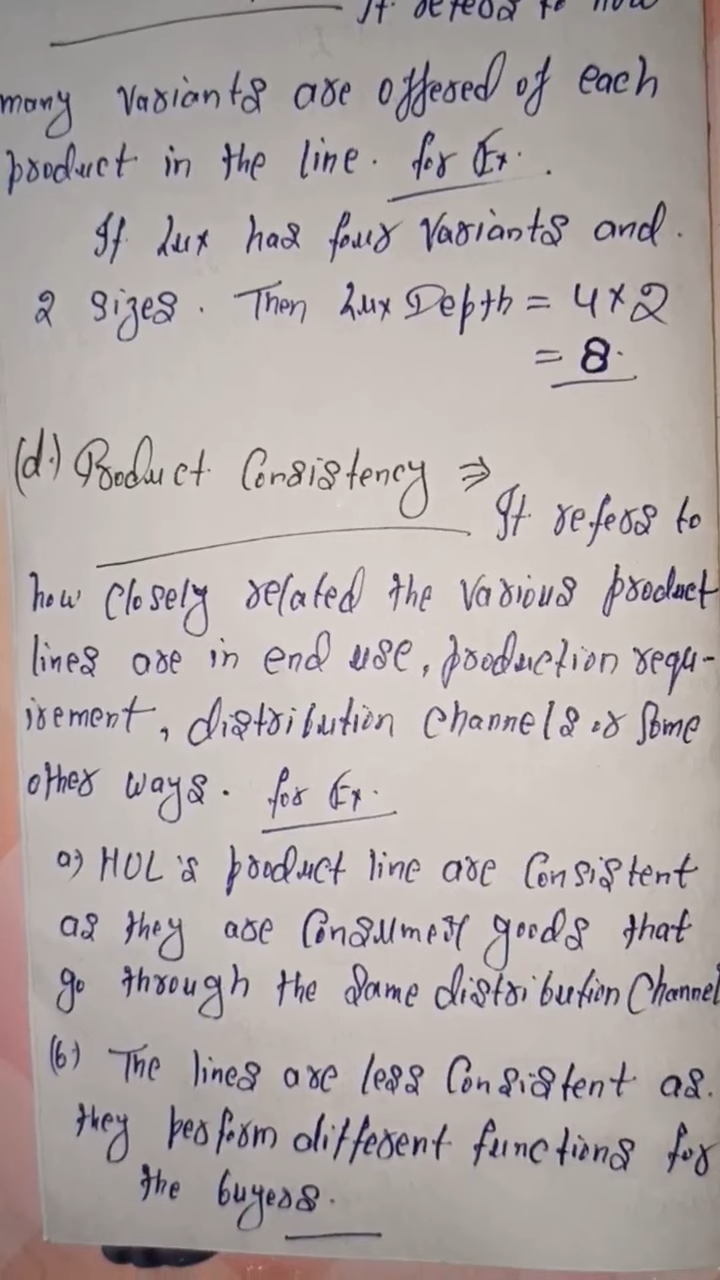 It refers to how
many variants are offered of each
product in the line. for Ex.
If Lux has four variants and
2 sizes. Then Lux Depth = 4 × 2
= 8.
(d.) Product Consistency ⇒
It refers to
how closely related the various product
lines are in end use, production requ-
irement, distribution channels or some
other ways. for Ex.
a) HUL's product line are Consistent
as they are Consumer goods that
go through the same distribution Channel
(b) The lines are less Consistent as
they perform different functions for
the buyers.